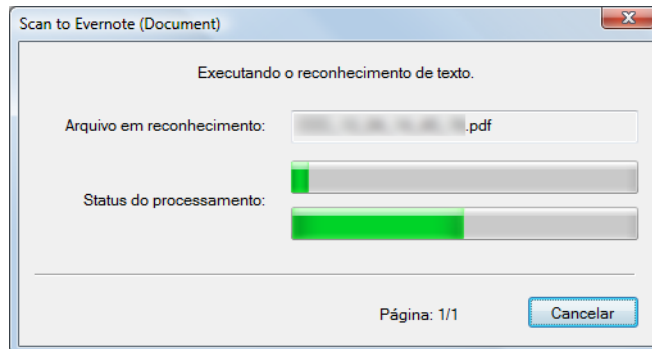 Scan to Evernote (Document)
Executando o reconhecimento de texto.
Arquivo em reconhecimento:
.pdf
Status do processamento:
Página: 1/1
Cancelar